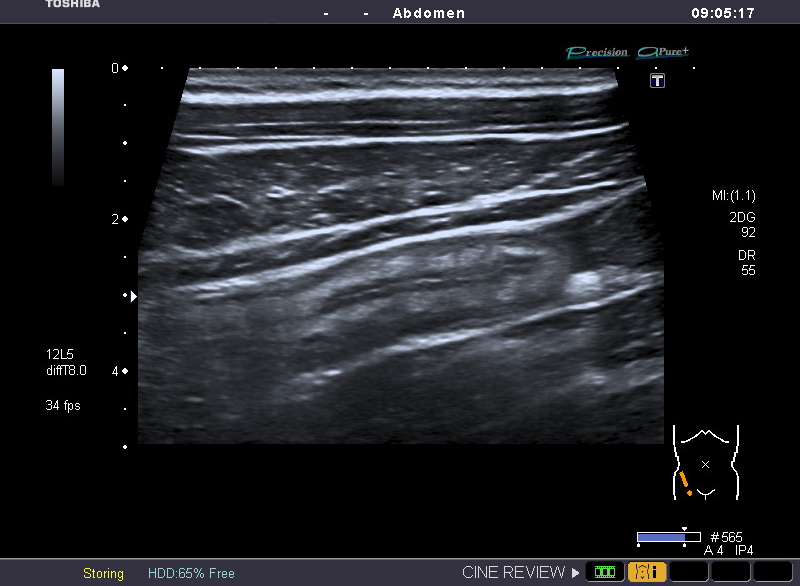 TOSHIBA
- - Abdomen 09:05:17
Precision APure+
0
T
2
4
MI:(1.1)
2DG
92
DR
55
12L5
diffT8.0
34 fps
#565
A 4 IP4
Storing HDD:65% Free CINE REVIEW
i